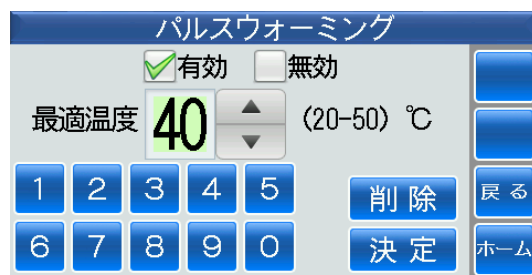 パルスウォーミング
有効 無効
最適温度 40 (20-50) ℃
1 2 3 4 5 削除 戻る
6 7 8 9 0 決定 ホーム